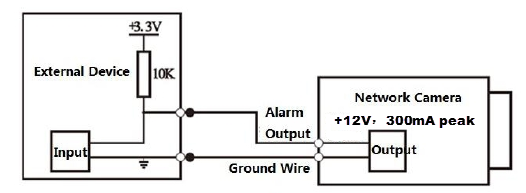 +3.3V
External Device
10K
Input
Alarm
Output
Ground Wire
Network Camera
+12V，300mA peak
Output